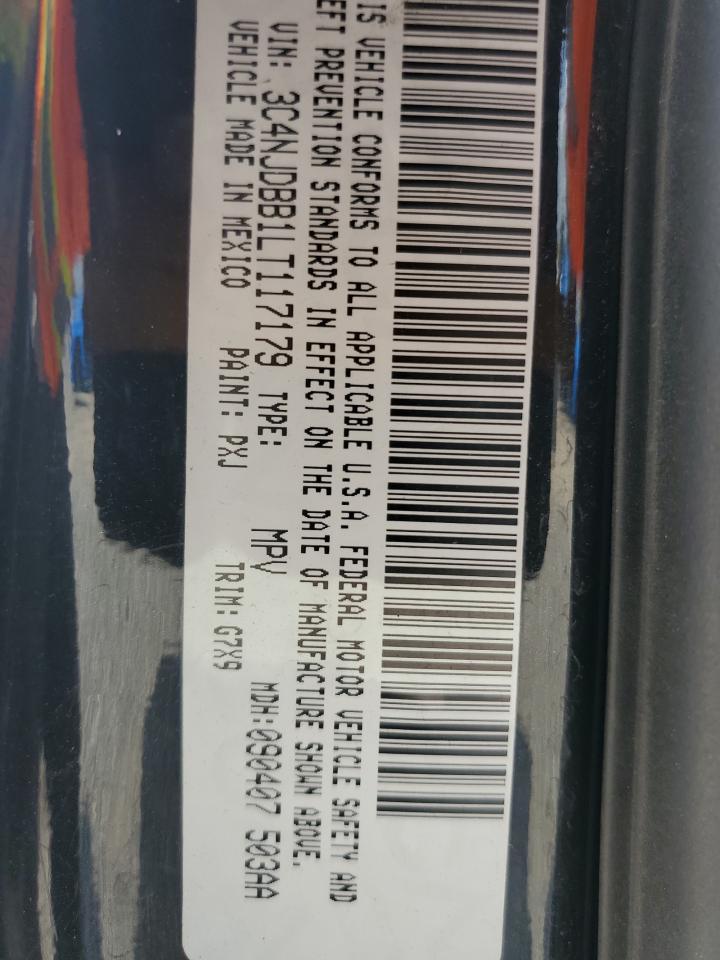 IS VEHICLE CONFORMS TO ALL APPLICABLE U.S.A. FEDERAL MOTOR VEHICLE SAFETY AND
EFT PREVENTION STANDARDS IN EFFECT ON THE DATE OF MANUFACTURE SHOWN ABOVE.
VIN: 3C4NJDBB1LT117179 TYPE: MPV MDH:090407 503AA
VEHICLE MADE IN MEXICO PAINT: PXJ TRIM: G7X9